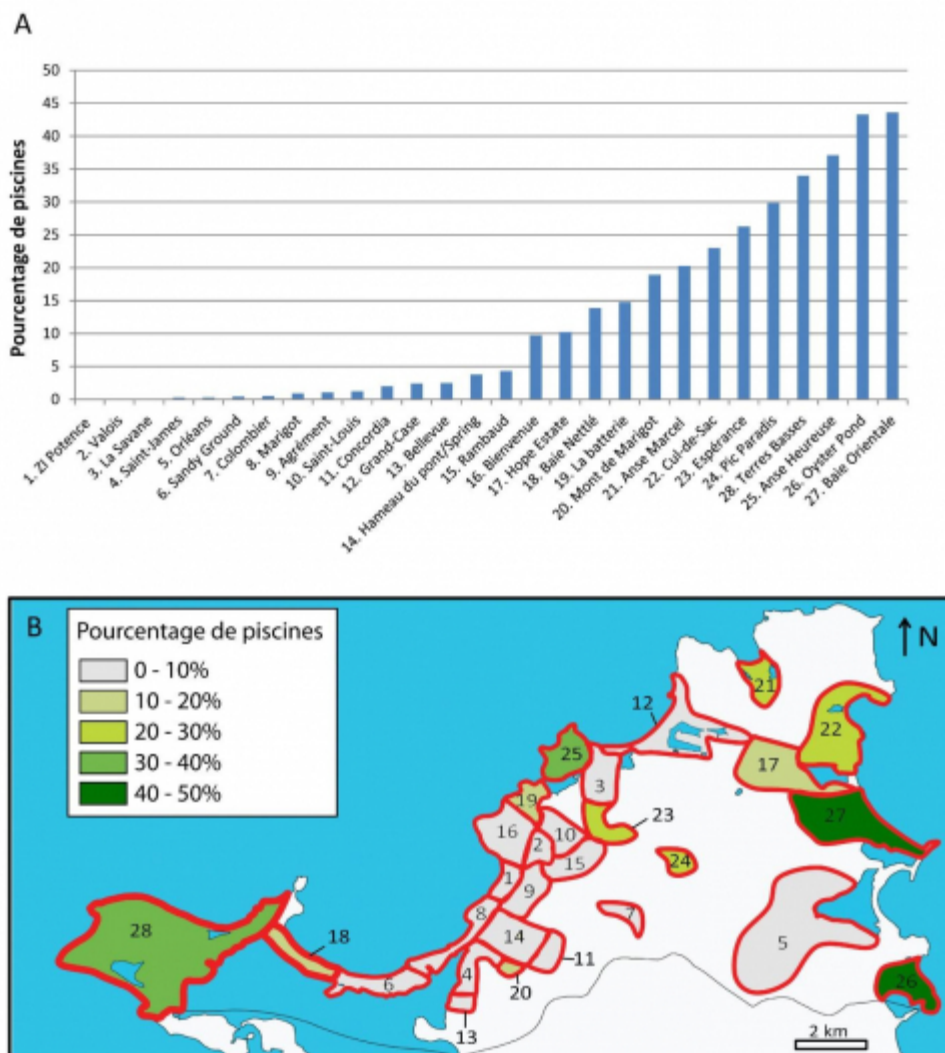 A
Pourcentage de piscines
50
45
40
35
30
25
20
15
10
5
0
1. ZI Potence
2. Valois
3. La Savane
4. Saint-James
5. Orléans
6. Sandy Ground
7. Colombier
8. Marigot
9. Agrément
10. Saint-Louis
11. Concordia
12. Grand-Case
13. Bellevue
14. Hameau du pont/Spring
15. Rambaud
16. Bienvenue
17. Hope Estate
18. Baie Nettlé
19. La batterie
20. Mont de Marigot
21. Anse Marcel
22. Cul-de-Sac
23. Espérance
24. Pic Paradis
28. Terres Basses
25. Anse Heureuse
26. Oyster Pond
27. Baie Orientale
B
Pourcentage de piscines
0 - 10%
10 - 20%
20 - 30%
30 - 40%
40 - 50%
N
21
12
22
25
17
3
19
27
16
10
23
2
15
24
1
9
8
7
28
14
18
5
11
4
6
20
26
13
2 km